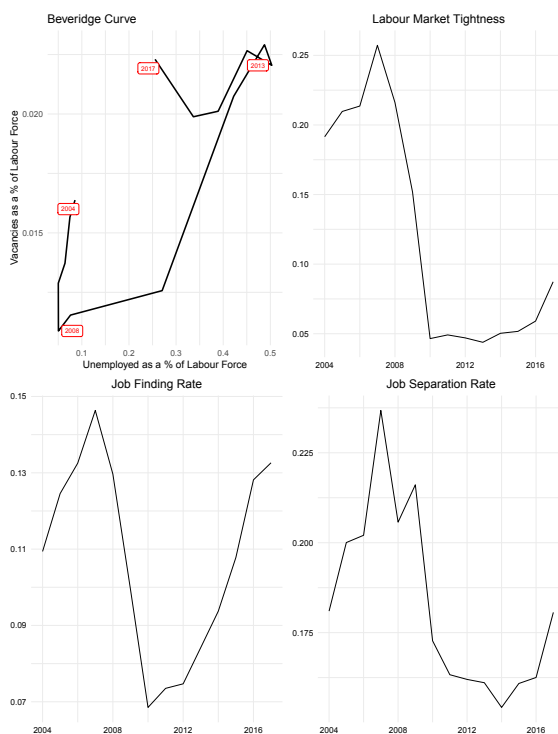 Beveridge Curve
Vacancies as a % of Labour Force
0.020
0.015
2017
2013
2004
2008
0.1 0.2 0.3 0.4 0.5
Unemployed as a % of Labour Force
Labour Market Tightness
0.25
0.20
0.15
0.10
0.05
2004 2008 2012 2016
Job Finding Rate
0.15
0.13
0.11
0.09
0.07
2004 2008 2012 2016
Job Separation Rate
0.225
0.200
0.175
2004 2008 2012 2016